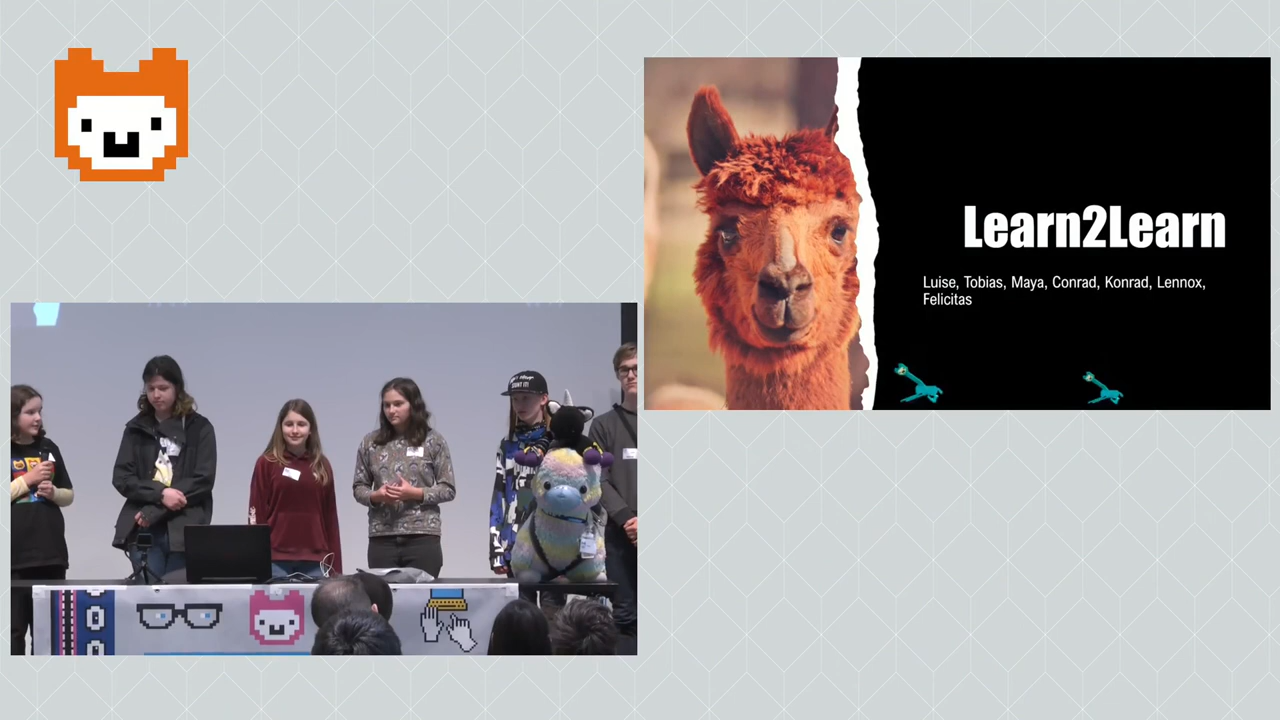 Learn2Learn
Luise, Tobias, Maya, Conrad, Konrad, Lennox,
Felicitas